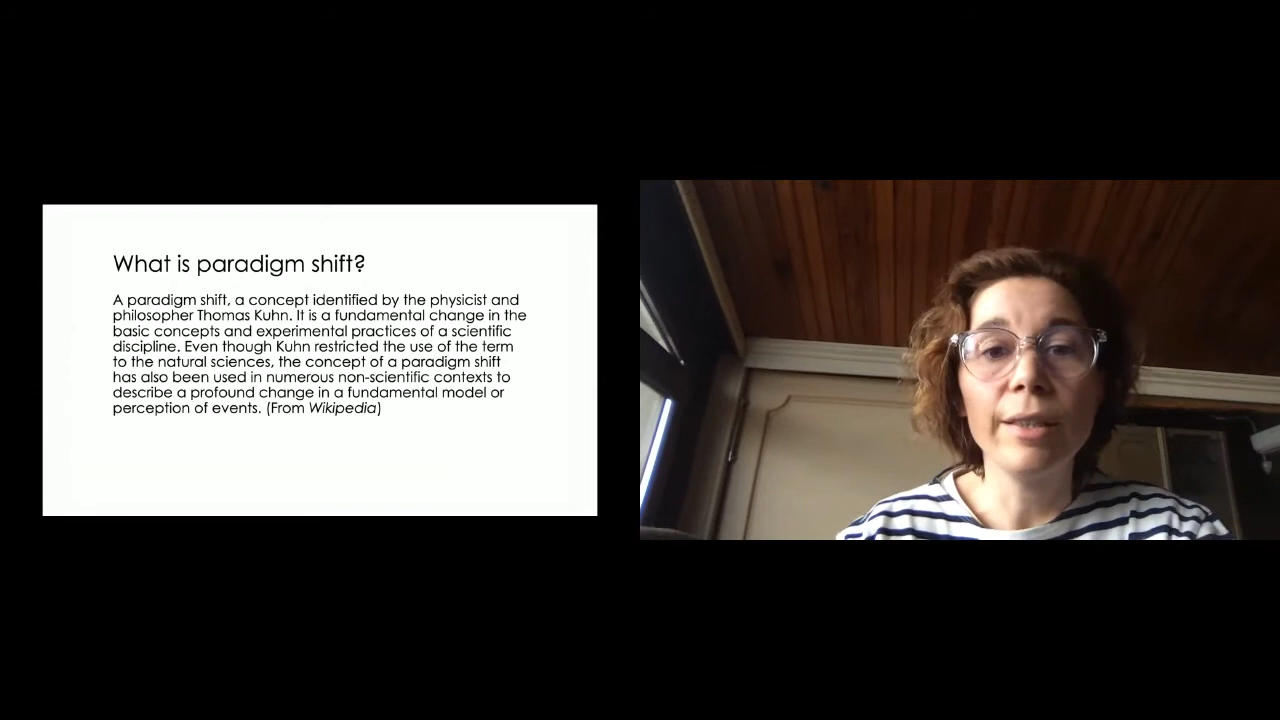 What is paradigm shift?
A paradigm shift, a concept identified by the physicist and
philosopher Thomas Kuhn. It is a fundamental change in the
basic concepts and experimental practices of a scientific
discipline. Even though Kuhn restricted the use of the term
to the natural sciences, the concept of a paradigm shift
has also been used in numerous non-scientific contexts to
describe a profound change in a fundamental model or
perception of events. (From Wikipedia)